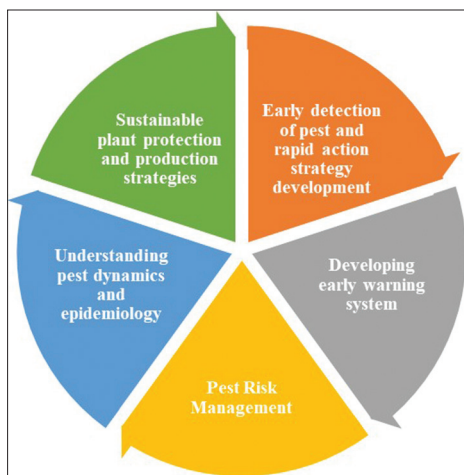 Sustainable
plant protection
and production
strategies
Early detection
of pest and
rapid action
strategy
development
Developing
early warning
system
Pest Risk
Management
Understanding
pest dynamics
and
epidemiology